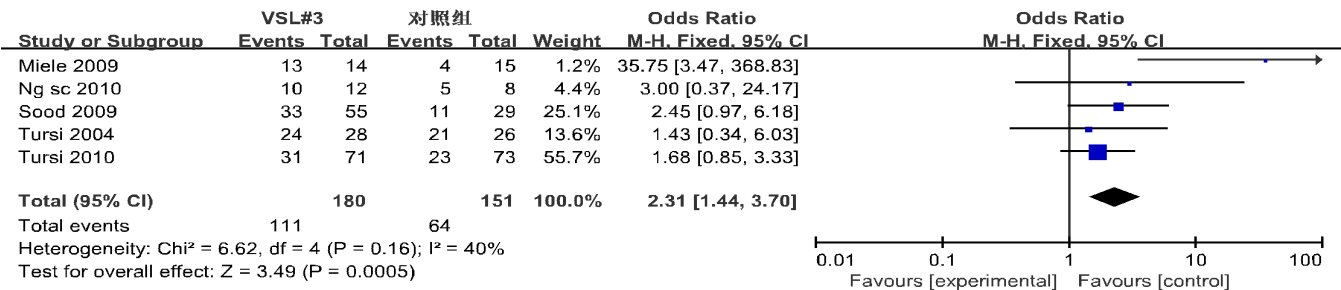 VSL#3 对照组 Odds Ratio Odds Ratio
Study or Subgroup Events Total Events Total Weight M-H, Fixed, 95% CI M-H, Fixed, 95% CI
Miele 2009 13 14 4 15 1.2% 35.75 [3.47, 368.83]
Ng sc 2010 10 12 5 8 4.4% 3.00 [0.37, 24.17]
Sood 2009 33 55 11 29 25.1% 2.45 [0.97, 6.18]
Tursi 2004 24 28 21 26 13.6% 1.43 [0.34, 6.03]
Tursi 2010 31 71 23 73 55.7% 1.68 [0.85, 3.33]
Total (95% CI) 180 151 100.0% 2.31 [1.44, 3.70]
Total events 111 64
Heterogeneity: Chi² = 6.62, df = 4 (P = 0.16); I² = 40%
Test for overall effect: Z = 3.49 (P = 0.0005)
0.01 0.1 1 10 100
Favours [experimental] Favours [control]